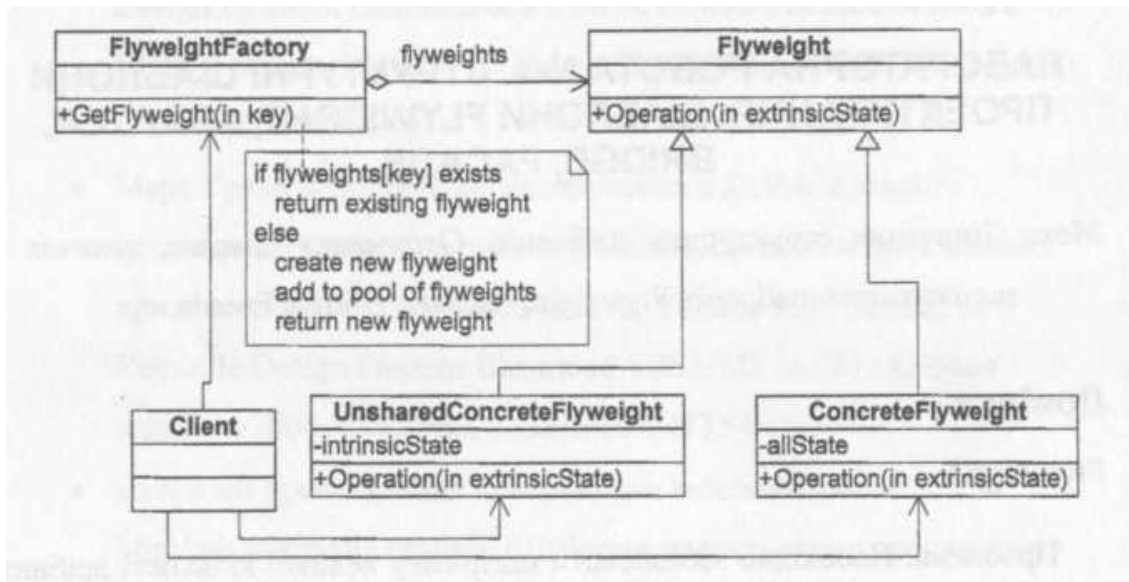 FlyweightFactory
+GetFlyweight(in key)
flyweights
Flyweight
+Operation(in extrinsicState)
if flyweights[key] exists
return existing flyweight
else
create new flyweight
add to pool of flyweights
return new flyweight
Client
UnsharedConcreteFlyweight
-intrinsicState
+Operation(in extrinsicState)
ConcreteFlyweight
-allState
+Operation(in extrinsicState)